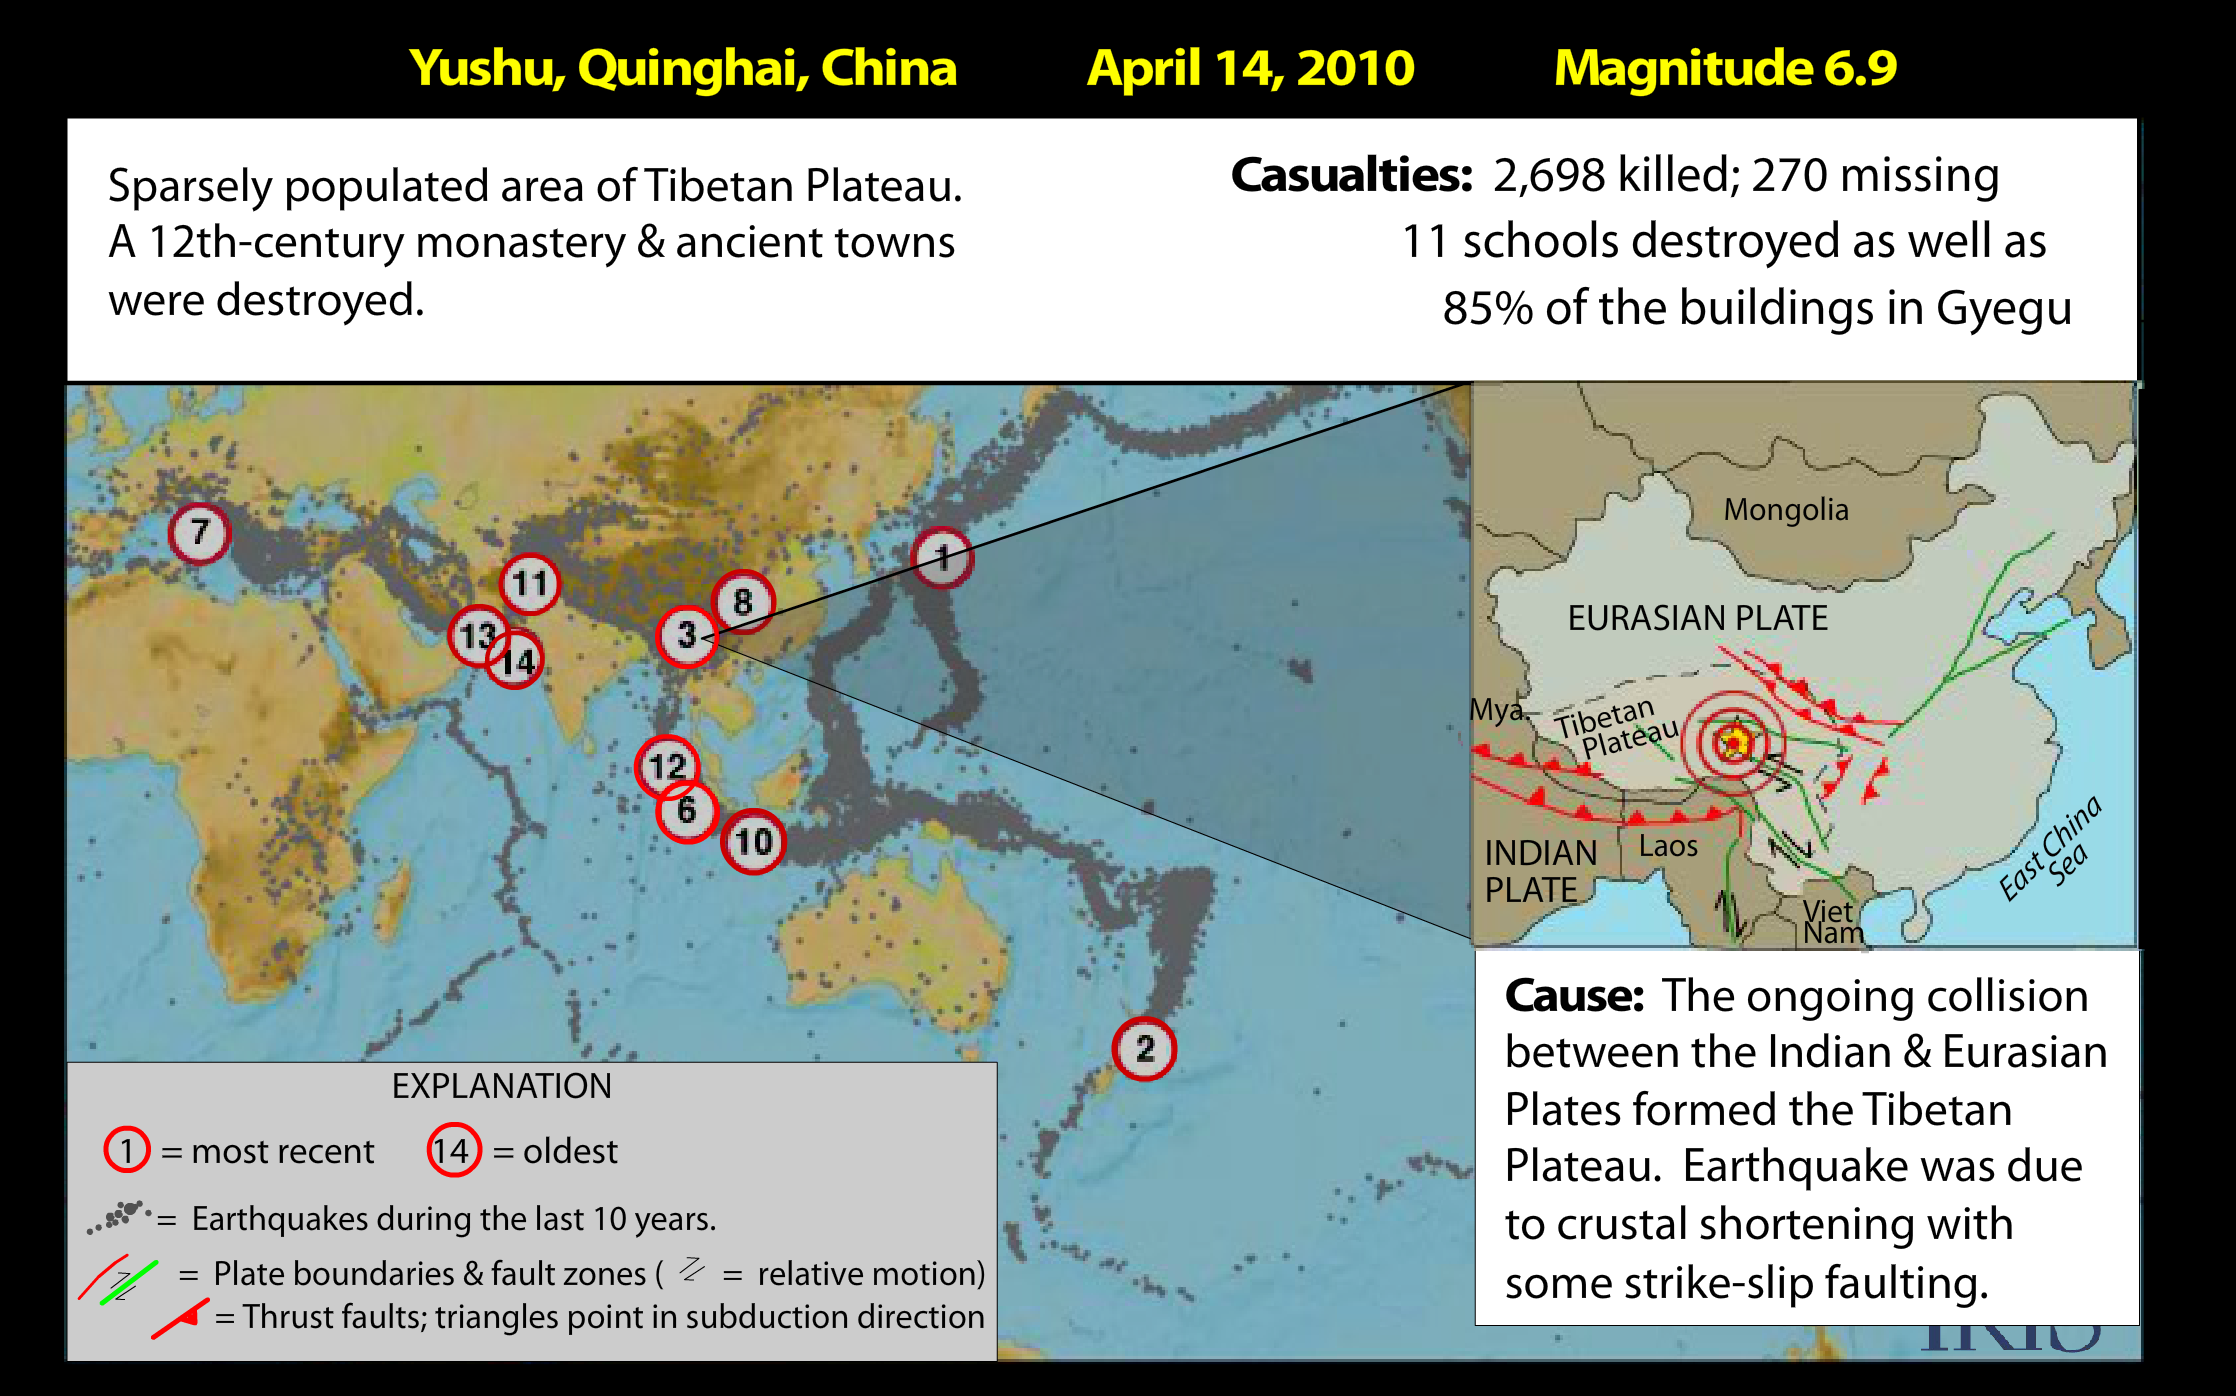 Yushu, Quinghai, China April 14, 2010 Magnitude 6.9
Sparsely populated area of Tibetan Plateau.
A 12th-century monastery & ancient towns
were destroyed.
Casualties: 2,698 killed; 270 missing
11 schools destroyed as well as
85% of the buildings in Gyegu
7
11
13
14
8
3
1
12
6
10
2
Mongolia
EURASIAN PLATE
Mya.
Tibetan
Plateau
INDIAN
PLATE
Laos
Viet
Nam
East China
Sea
EXPLANATION
1 = most recent 14 = oldest
= Earthquakes during the last 10 years.
= Plate boundaries & fault zones ( = relative motion)
= Thrust faults; triangles point in subduction direction
Cause: The ongoing collision
between the Indian & Eurasian
Plates formed the Tibetan
Plateau. Earthquake was due
to crustal shortening with
some strike-slip faulting.
IRIS